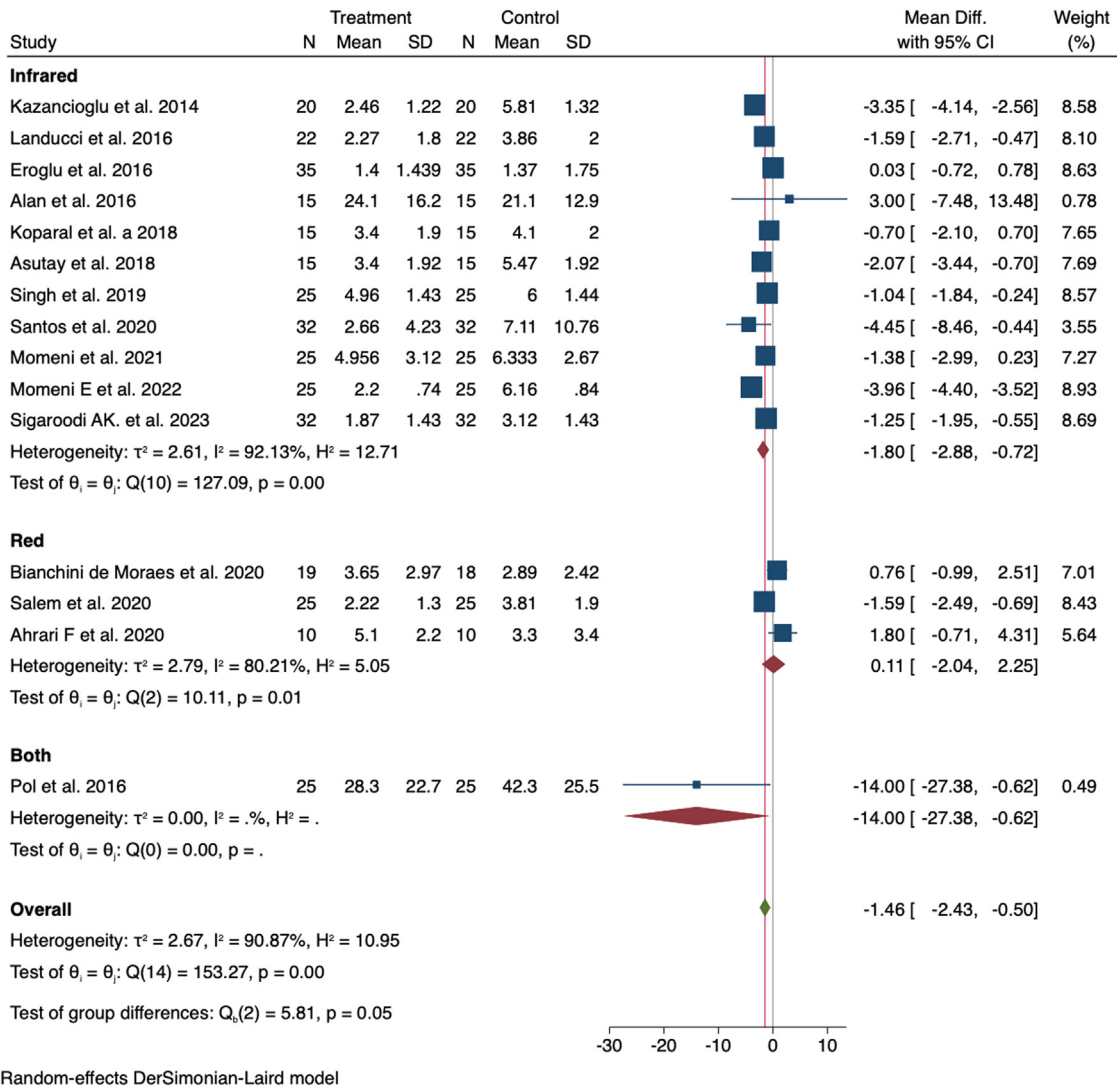 Treatment Control Mean Diff. Weight
Study N Mean SD N Mean SD with 95% CI (%)
Infrared
Kazancioglu et al. 2014 20 2.46 1.22 20 5.81 1.32 -3.35 [ -4.14, -2.56] 8.58
Landucci et al. 2016 22 2.27 1.8 22 3.86 2 -1.59 [ -2.71, -0.47] 8.10
Eroglu et al. 2016 35 1.4 1.439 35 1.37 1.75 0.03 [ -0.72, 0.78] 8.63
Alan et al. 2016 15 24.1 16.2 15 21.1 12.9 3.00 [ -7.48, 13.48] 0.78
Koparal et al. a 2018 15 3.4 1.9 15 4.1 2 -0.70 [ -2.10, 0.70] 7.65
Asutay et al. 2018 15 3.4 1.92 15 5.47 1.92 -2.07 [ -3.44, -0.70] 7.69
Singh et al. 2019 25 4.96 1.43 25 6 1.44 -1.04 [ -1.84, -0.24] 8.57
Santos et al. 2020 32 2.66 4.23 32 7.11 10.76 -4.45 [ -8.46, -0.44] 3.55
Momeni et al. 2021 25 4.956 3.12 25 6.333 2.67 -1.38 [ -2.99, 0.23] 7.27
Momeni E et al. 2022 25 2.2 .74 25 6.16 .84 -3.96 [ -4.40, -3.52] 8.93
Sigaroodi AK. et al. 2023 32 1.87 1.43 32 3.12 1.43 -1.25 [ -1.95, -0.55] 8.69
Heterogeneity: τ² = 2.61, I² = 92.13%, H² = 12.71 -1.80 [ -2.88, -0.72]
Test of θᵢ = θⱼ: Q(10) = 127.09, p = 0.00
Red
Bianchini de Moraes et al. 2020 19 3.65 2.97 18 2.89 2.42 0.76 [ -0.99, 2.51] 7.01
Salem et al. 2020 25 2.22 1.3 25 3.81 1.9 -1.59 [ -2.49, -0.69] 8.43
Ahrari F et al. 2020 10 5.1 2.2 10 3.3 3.4 1.80 [ -0.71, 4.31] 5.64
Heterogeneity: τ² = 2.79, I² = 80.21%, H² = 5.05 0.11 [ -2.04, 2.25]
Test of θᵢ = θⱼ: Q(2) = 10.11, p = 0.01
Both
Pol et al. 2016 25 28.3 22.7 25 42.3 25.5 -14.00 [ -27.38, -0.62] 0.49
Heterogeneity: τ² = 0.00, I² = .%, H² = . -14.00 [ -27.38, -0.62]
Test of θᵢ = θⱼ: Q(0) = 0.00, p = .
Overall -1.46 [ -2.43, -0.50]
Heterogeneity: τ² = 2.67, I² = 90.87%, H² = 10.95
Test of θᵢ = θⱼ: Q(14) = 153.27, p = 0.00
Test of group differences: Q_b(2) = 5.81, p = 0.05
-30 -20 -10 0 10
Random-effects DerSimonian-Laird model